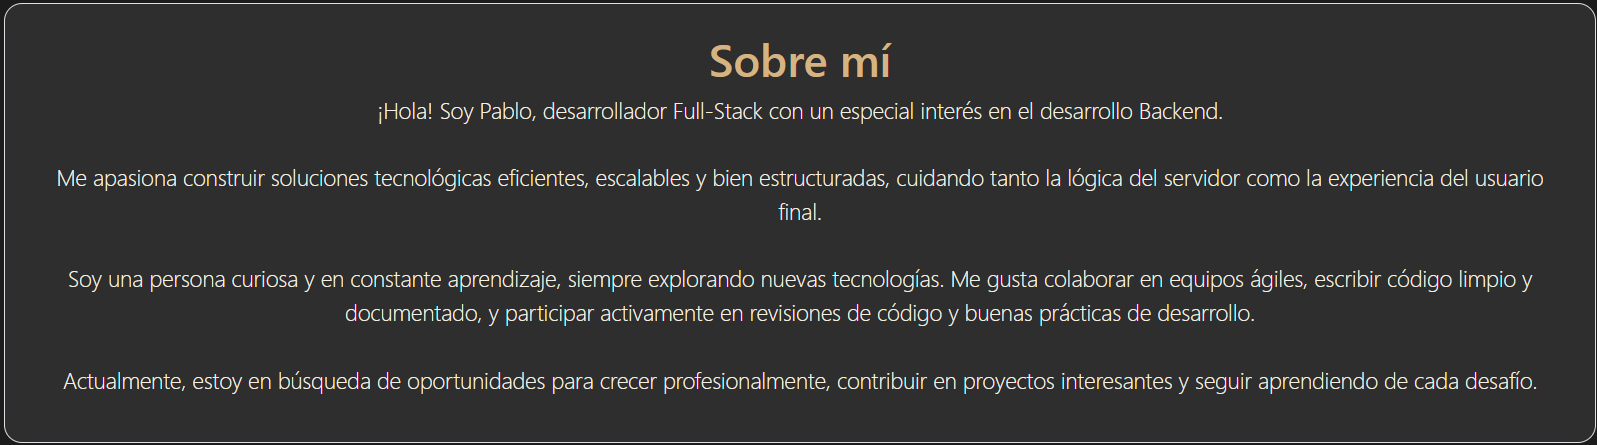 Sobre mí
¡Hola! Soy Pablo, desarrollador Full-Stack con un especial interés en el desarrollo Backend.
Me apasiona construir soluciones tecnológicas eficientes, escalables y bien estructuradas, cuidando tanto la lógica del servidor como la experiencia del usuario
final.
Soy una persona curiosa y en constante aprendizaje, siempre explorando nuevas tecnologías. Me gusta colaborar en equipos ágiles, escribir código limpio y
documentado, y participar activamente en revisiones de código y buenas prácticas de desarrollo.
Actualmente, estoy en búsqueda de oportunidades para crecer profesionalmente, contribuir en proyectos interesantes y seguir aprendiendo de cada desafío.